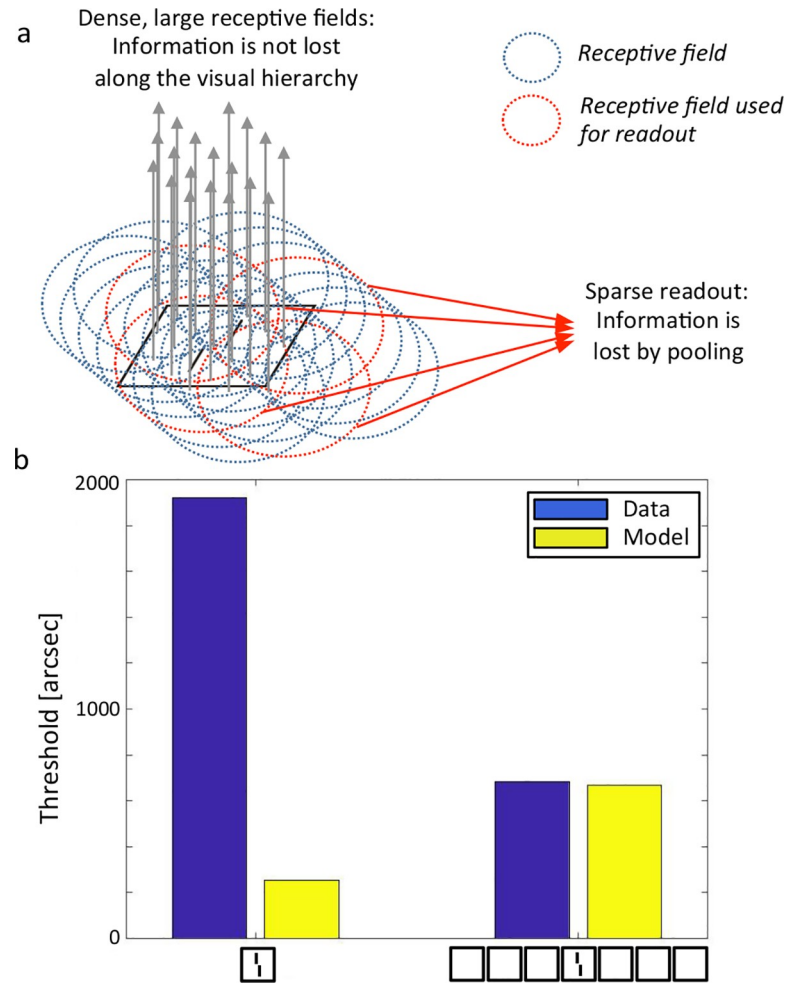 a
Dense, large receptive fields:
Information is not lost
along the visual hierarchy
Receptive field
Receptive field used
for readout
Sparse readout:
Information is
lost by pooling
b
2000
1000
0
Threshold [arcsec]
Data
Model